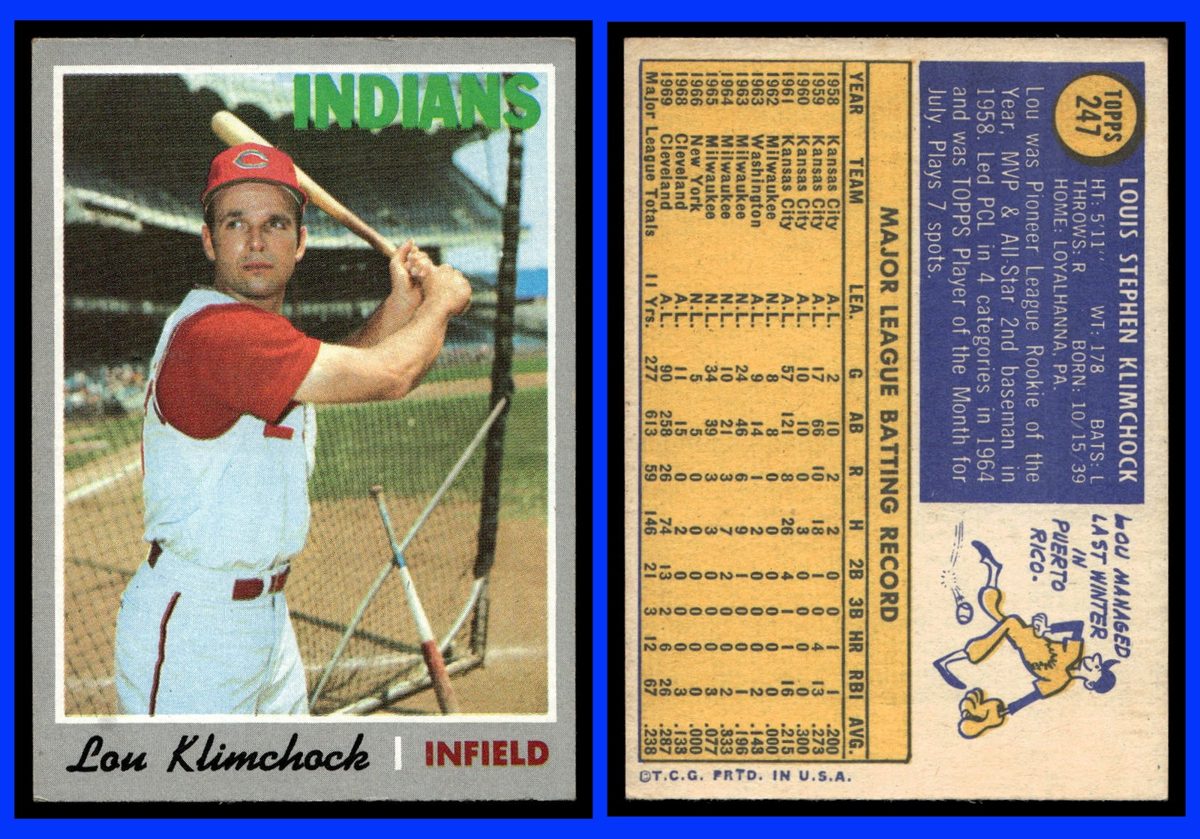 INDIANS
C
Lou Klimchock | INFIELD
TOPPS
247
LOUIS STEPHEN KLIMCHOCK
HT: 5'11" WT: 178 BATS: L
THROWS: R BORN: 10/15/39
HOME: LOYALHANNA, PA.
Lou was Pioneer League Rookie of the
Year, MVP & All-Star 2nd baseman in
1958. Led PCL in 4 categories in 1964
and was TOPPS Player of the Month for
July. Plays 7 spots.
LOU MANAGED
LAST WINTER
IN
PUERTO
RICO.
MAJOR LEAGUE BATTING RECORD
YEAR TEAM LEA. G AB R H 2B 3B HR RBI AVG.
1958 Kansas City A.L. 2 10 2 2 0 0 1 1 .200
1959 Kansas City A.L. 17 66 10 18 1 0 4 13 .273
1960 Kansas City A.L. 10 10 0 3 0 0 0 0 .300
1961 Kansas City A.L. 57 121 8 26 4 1 1 16 .215
1962 Milwaukee N.L. 8 8 0 0 0 0 0 0 .000
1963 Washington A.L. 9 14 1 2 0 0 0 2 .143
1963 Milwaukee N.L. 24 46 6 9 1 0 0 1 .196
1964 Milwaukee N.L. 10 21 3 7 2 0 0 2 .333
1965 Milwaukee N.L. 34 39 3 3 0 0 0 3 .077
1966 New York N.L. 5 5 0 0 0 0 0 0 .000
1968 Cleveland A.L. 11 15 0 2 0 0 0 3 .133
1969 Cleveland A.L. 90 258 26 74 13 2 6 26 .287
Major League Totals 11 Yrs. 277 613 59 146 21 3 12 67 .238
©T.C.G. PRTD. IN U.S.A.